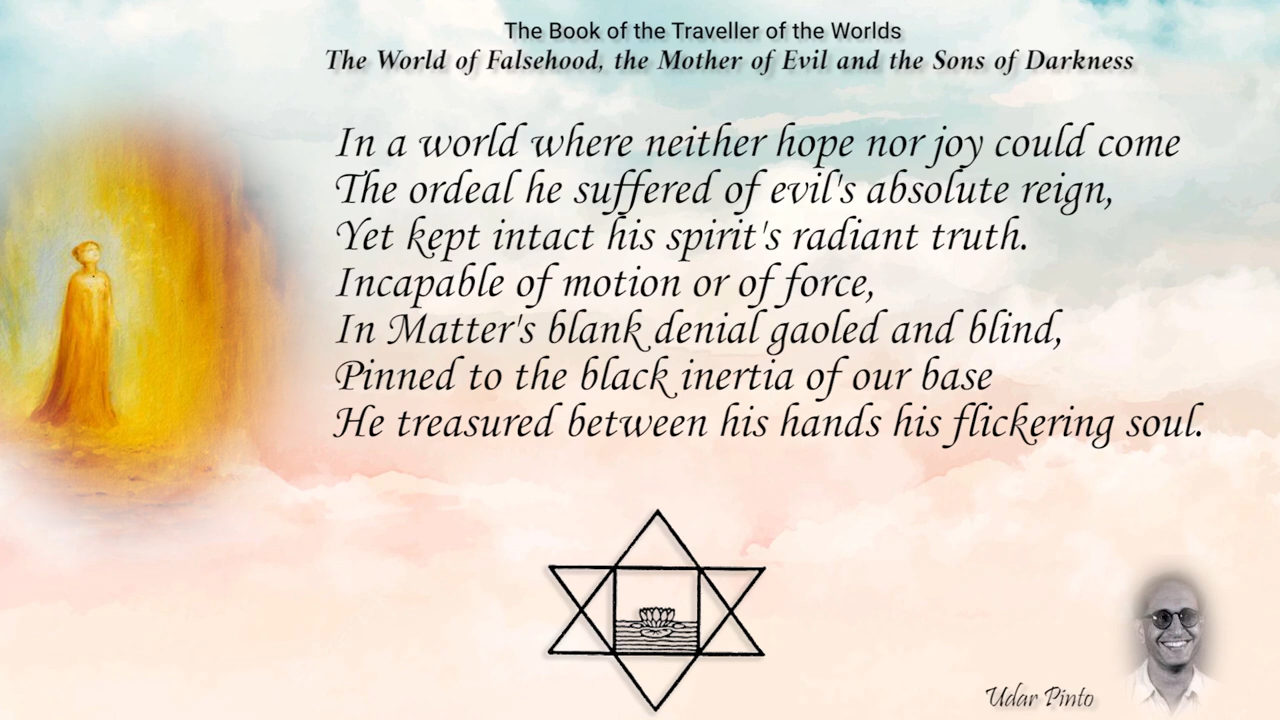 The Book of the Traveller of the Worlds
The World of Falsehood, the Mother of Evil and the Sons of Darkness
In a world where neither hope nor joy could come
The ordeal he suffered of evil's absolute reign,
Yet kept intact his spirit's radiant truth.
Incapable of motion or of force,
In Matter's blank denial gaoled and blind,
Pinned to the black inertia of our base
He treasured between his hands his flickering soul.
Udar Pinto